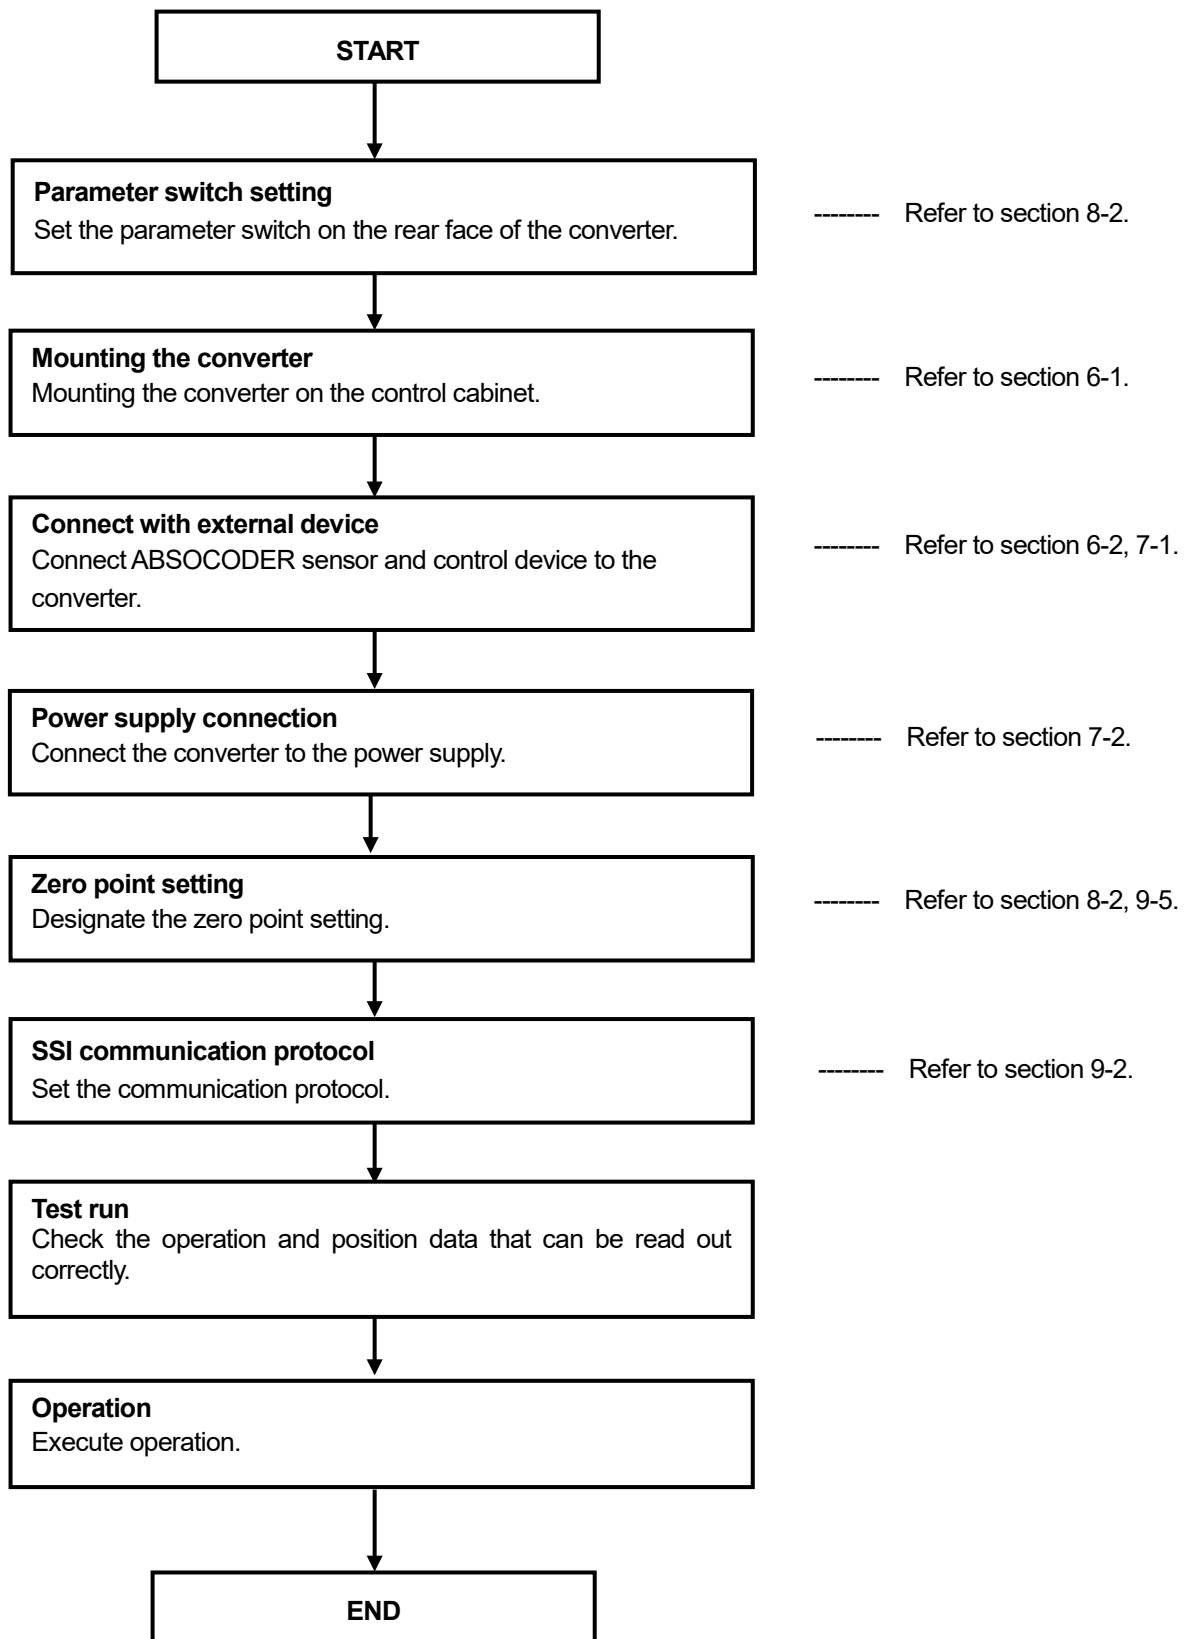 START
Parameter switch setting
Set the parameter switch on the rear face of the converter.
-------- Refer to section 8-2.
Mounting the converter
Mounting the converter on the control cabinet.
-------- Refer to section 6-1.
Connect with external device
Connect ABSOCODER sensor and control device to the
converter.
-------- Refer to section 6-2, 7-1.
Power supply connection
Connect the converter to the power supply.
-------- Refer to section 7-2.
Zero point setting
Designate the zero point setting.
-------- Refer to section 8-2, 9-5.
SSI communication protocol
Set the communication protocol.
-------- Refer to section 9-2.
Test run
Check the operation and position data that can be read out
correctly.
Operation
Execute operation.
END